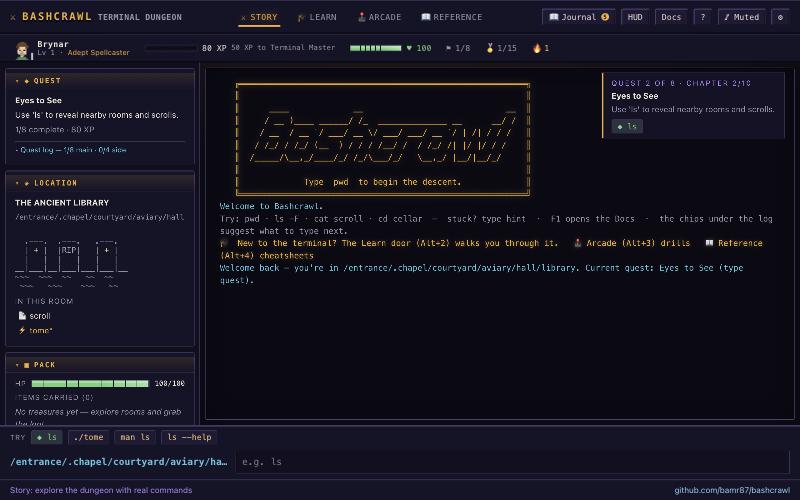 BASHCRAWL TERMINAL DUNGEON
STORY
LEARN
ARCADE
REFERENCE
Journal 5
HUD
Docs
?
Muted
Brynar
Lv 1 · Adept Spellcaster
80 XP 50 XP to Terminal Master
♥ 100
1/8
1/15
1
▾ ◆ QUEST
Eyes to See
Use 'ls' to reveal nearby rooms and scrolls.
1/8 complete · 80 XP
Quest log — 1/8 main · 0/4 side
▾ ◈ LOCATION
THE ANCIENT LIBRARY
/entrance/.chapel/courtyard/aviary/hall
RIP
IN THIS ROOM
scroll
tome*
▾ ■ PACK
HP 100/100
ITEMS CARRIED (0)
No treasures yet — explore rooms and grab
the loot.
bashcrawl
Type pwd to begin the descent.
QUEST 2 OF 8 · CHAPTER 2/10
Eyes to See
Use 'ls' to reveal nearby rooms and scrolls.
◆ ls
Welcome to Bashcrawl.
Try: pwd · ls -F · cat scroll · cd cellar — stuck? type hint · F1 opens the Docs · the chips under the log
suggest what to type next.
New to the terminal? The Learn door (Alt+2) walks you through it. Arcade (Alt+3) drills Reference
(Alt+4) cheatsheets
Welcome back — you're in /entrance/.chapel/courtyard/aviary/hall/library. Current quest: Eyes to See (type
quest).
TRY ◆ ls ./tome man ls ls --help
/entrance/.chapel/courtyard/aviary/ha…
e.g. ls
Story: explore the dungeon with real commands
github.com/bamr87/bashcrawl